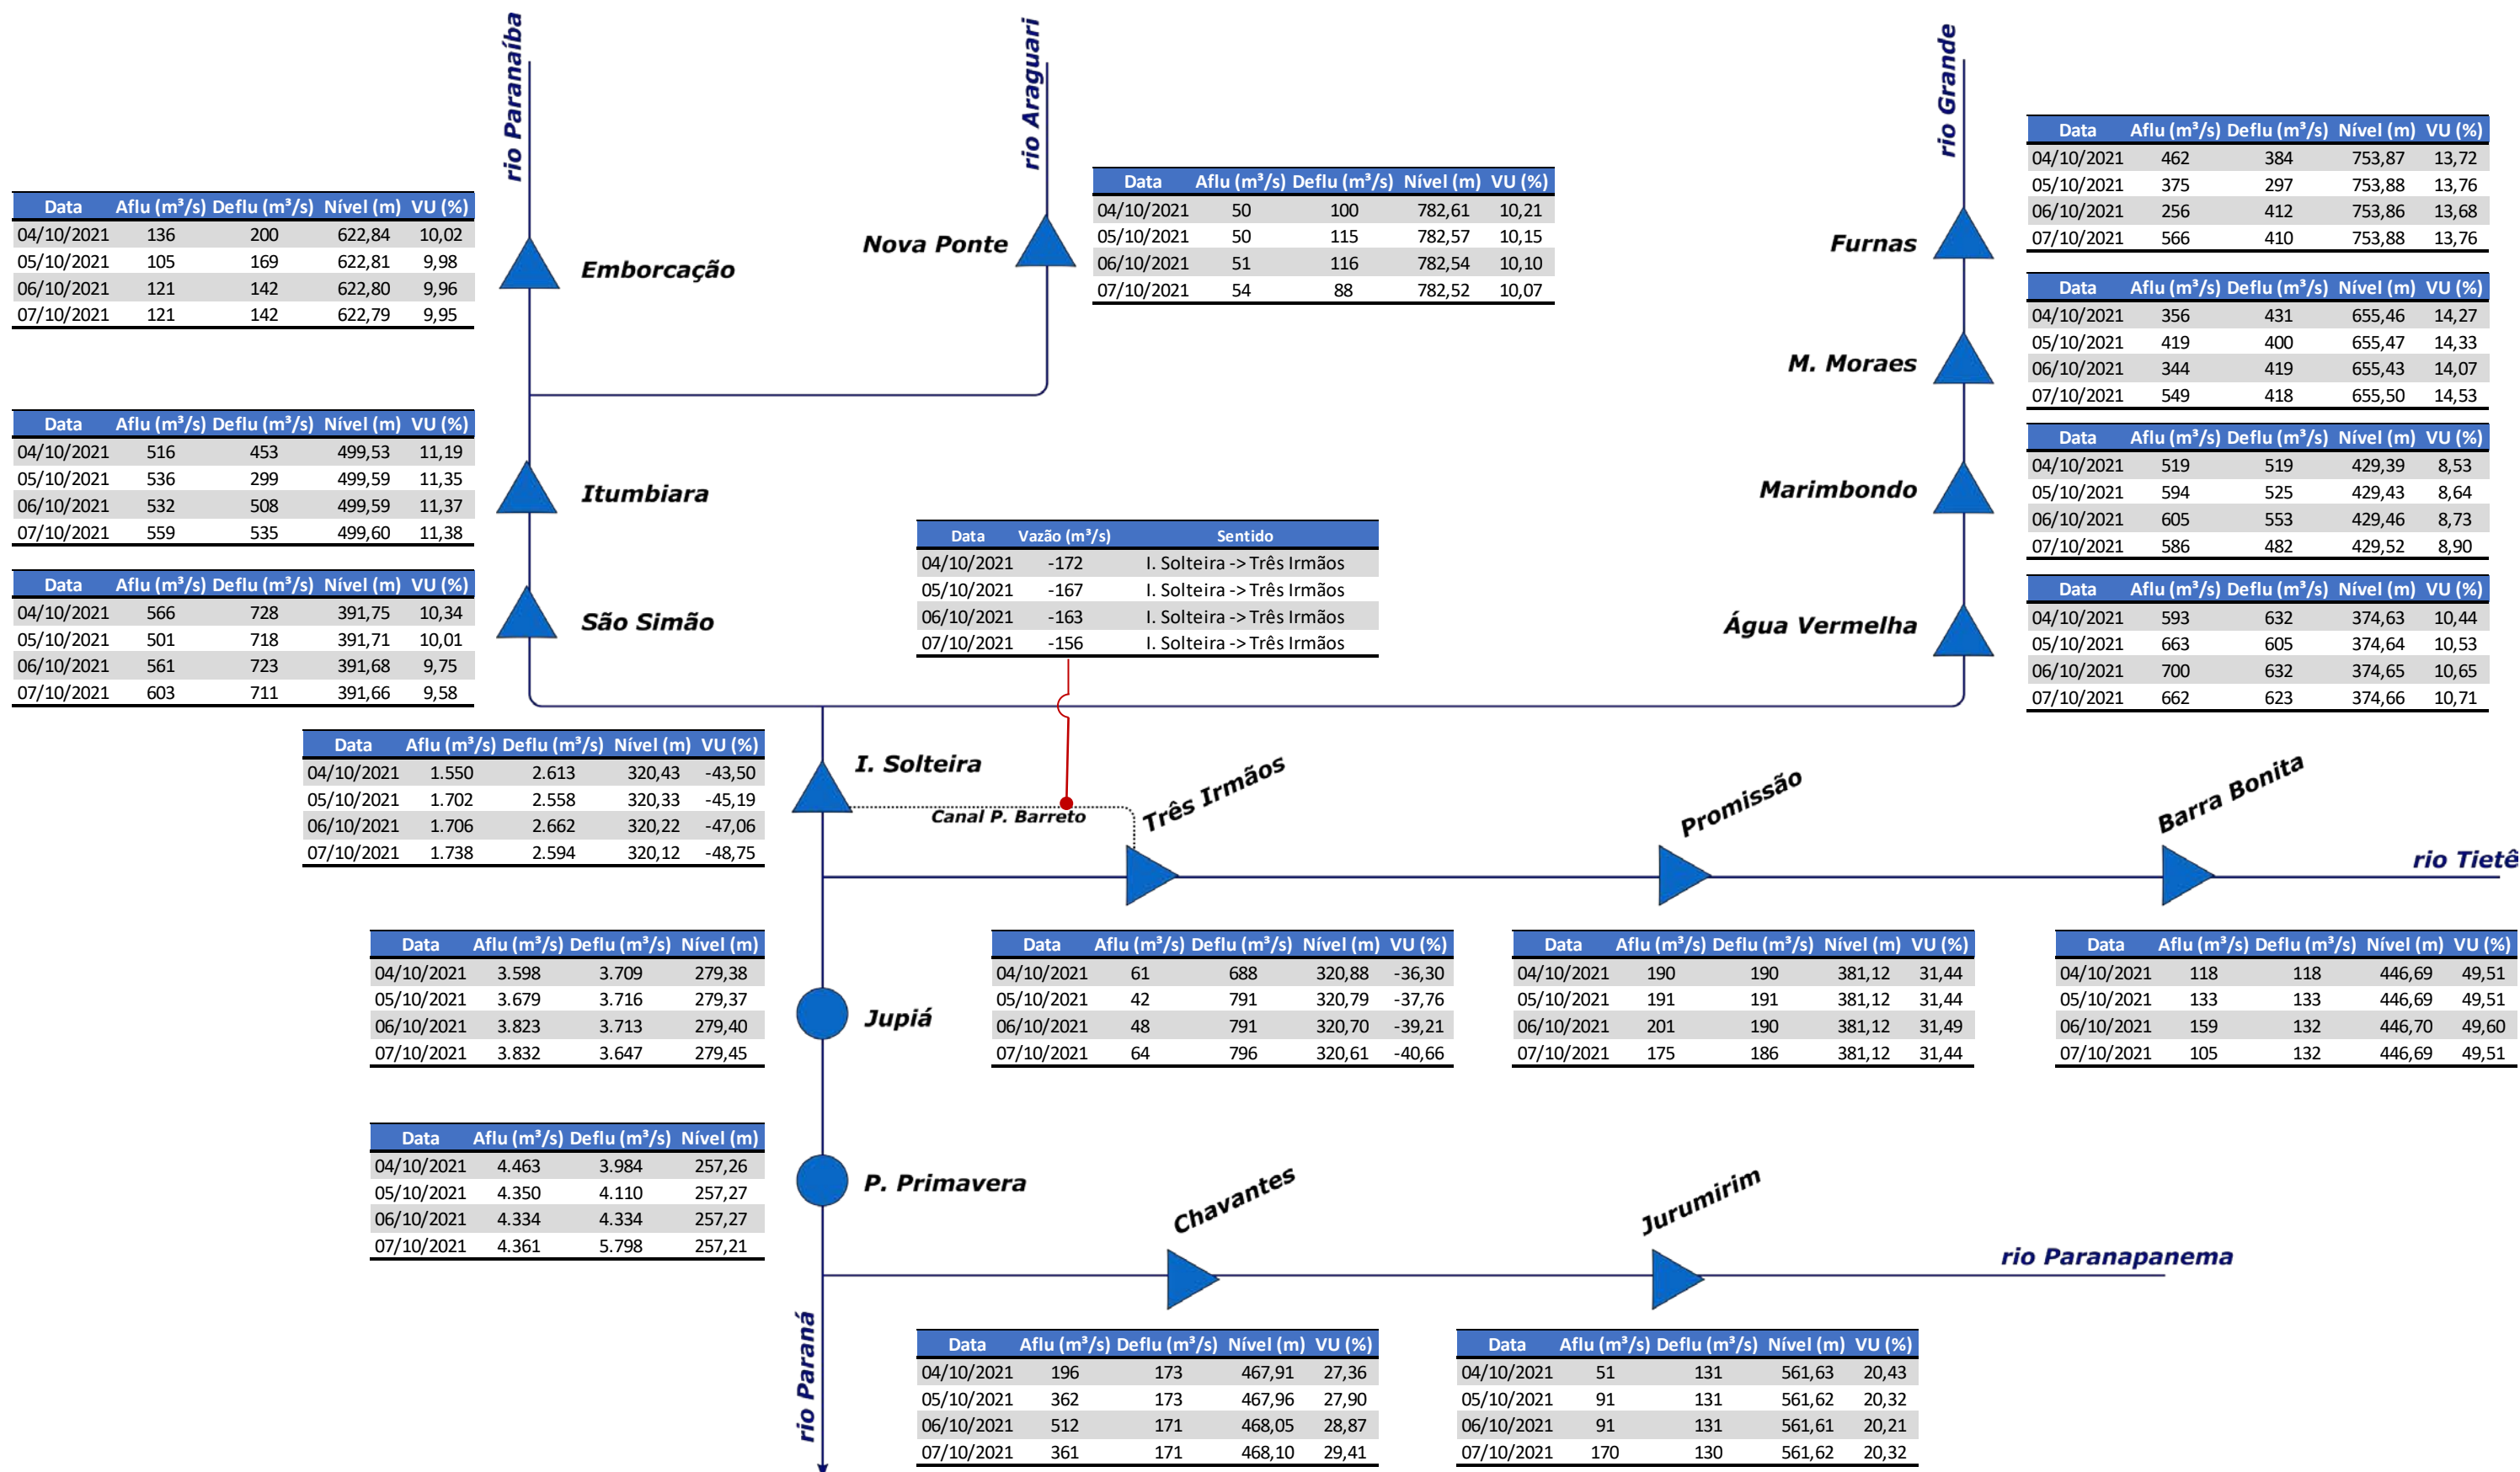 rio Paranaíba
rio Araguari
rio Grande
Data Aflu (m³/s) Deflu (m³/s) Nível (m) VU (%)
04/10/2021 136 200 622,84 10,02
05/10/2021 105 169 622,81 9,98
06/10/2021 121 142 622,80 9,96
07/10/2021 121 142 622,79 9,95
Emborcação
Nova Ponte
Data Aflu (m³/s) Deflu (m³/s) Nível (m) VU (%)
04/10/2021 50 100 782,61 10,21
05/10/2021 50 115 782,57 10,15
06/10/2021 51 116 782,54 10,10
07/10/2021 54 88 782,52 10,07
Furnas
Data Aflu (m³/s) Deflu (m³/s) Nível (m) VU (%)
04/10/2021 462 384 753,87 13,72
05/10/2021 375 297 753,88 13,76
06/10/2021 256 412 753,86 13,68
07/10/2021 566 410 753,88 13,76
M. Moraes
Data Aflu (m³/s) Deflu (m³/s) Nível (m) VU (%)
04/10/2021 356 431 655,46 14,27
05/10/2021 419 400 655,47 14,33
06/10/2021 344 419 655,43 14,07
07/10/2021 549 418 655,50 14,53
Data Aflu (m³/s) Deflu (m³/s) Nível (m) VU (%)
04/10/2021 516 453 499,53 11,19
05/10/2021 536 299 499,59 11,35
06/10/2021 532 508 499,59 11,37
07/10/2021 559 535 499,60 11,38
Itumbiara
Marimbondo
Data Aflu (m³/s) Deflu (m³/s) Nível (m) VU (%)
04/10/2021 519 519 429,39 8,53
05/10/2021 594 525 429,43 8,64
06/10/2021 605 553 429,46 8,73
07/10/2021 586 482 429,52 8,90
Data Vazão (m³/s) Sentido
04/10/2021 -172 I. Solteira -> Três Irmãos
05/10/2021 -167 I. Solteira -> Três Irmãos
06/10/2021 -163 I. Solteira -> Três Irmãos
07/10/2021 -156 I. Solteira -> Três Irmãos
Data Aflu (m³/s) Deflu (m³/s) Nível (m) VU (%)
04/10/2021 566 728 391,75 10,34
05/10/2021 501 718 391,71 10,01
06/10/2021 561 723 391,68 9,75
07/10/2021 603 711 391,66 9,58
São Simão
Água Vermelha
Data Aflu (m³/s) Deflu (m³/s) Nível (m) VU (%)
04/10/2021 593 632 374,63 10,44
05/10/2021 663 605 374,64 10,53
06/10/2021 700 632 374,65 10,65
07/10/2021 662 623 374,66 10,71
Data Aflu (m³/s) Deflu (m³/s) Nível (m) VU (%)
04/10/2021 1.550 2.613 320,43 -43,50
05/10/2021 1.702 2.558 320,33 -45,19
06/10/2021 1.706 2.662 320,22 -47,06
07/10/2021 1.738 2.594 320,12 -48,75
I. Solteira
Canal P. Barreto
Três Irmãos
Promissão
Barra Bonita
rio Tietê
Data Aflu (m³/s) Deflu (m³/s) Nível (m)
04/10/2021 3.598 3.709 279,38
05/10/2021 3.679 3.716 279,37
06/10/2021 3.823 3.713 279,40
07/10/2021 3.832 3.647 279,45
Jupiá
Data Aflu (m³/s) Deflu (m³/s) Nível (m) VU (%)
04/10/2021 61 688 320,88 -36,30
05/10/2021 42 791 320,79 -37,76
06/10/2021 48 791 320,70 -39,21
07/10/2021 64 796 320,61 -40,66
Data Aflu (m³/s) Deflu (m³/s) Nível (m) VU (%)
04/10/2021 190 190 381,12 31,44
05/10/2021 191 191 381,12 31,44
06/10/2021 201 190 381,12 31,49
07/10/2021 175 186 381,12 31,44
Data Aflu (m³/s) Deflu (m³/s) Nível (m) VU (%)
04/10/2021 118 118 446,69 49,51
05/10/2021 133 133 446,69 49,51
06/10/2021 159 132 446,70 49,60
07/10/2021 105 132 446,69 49,51
Data Aflu (m³/s) Deflu (m³/s) Nível (m)
04/10/2021 4.463 3.984 257,26
05/10/2021 4.350 4.110 257,27
06/10/2021 4.334 4.334 257,27
07/10/2021 4.361 5.798 257,21
P. Primavera
Chavantes
Jurumirim
rio Paranapanema
rio Paraná
Data Aflu (m³/s) Deflu (m³/s) Nível (m) VU (%)
04/10/2021 196 173 467,91 27,36
05/10/2021 362 173 467,96 27,90
06/10/2021 512 171 468,05 28,87
07/10/2021 361 171 468,10 29,41
Data Aflu (m³/s) Deflu (m³/s) Nível (m) VU (%)
04/10/2021 51 131 561,63 20,43
05/10/2021 91 131 561,62 20,32
06/10/2021 91 131 561,61 20,21
07/10/2021 170 130 561,62 20,32